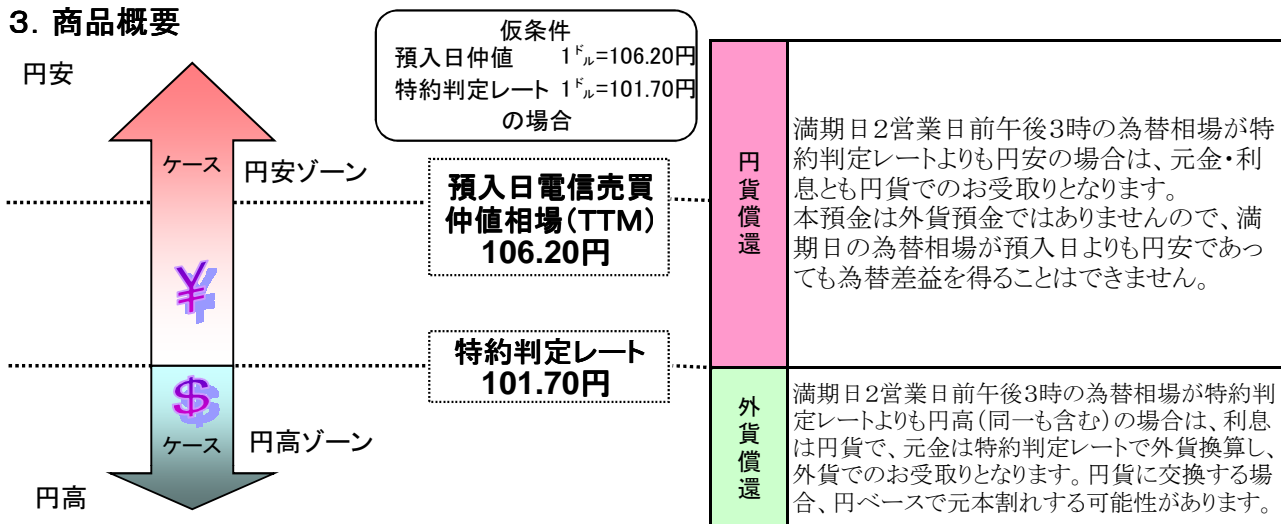 3．商品概要
仮条件
預入日仲値　1㌦=106.20円
特約判定レート 1㌦=101.70円
の場合
円安
ケース
円安ゾーン
預入日電信売買
仲値相場(TTM)
106.20円
¥
特約判定レート
101.70円
$
ケース
円高ゾーン
円高
円貨償還
満期日2営業日前午後3時の為替相場が特
約判定レートよりも円安の場合は、元金・利
息とも円貨でのお受取りとなります。
本預金は外貨預金ではありませんので、満
期日の為替相場が預入日よりも円安であっ
ても為替差益を得ることはできません。
外貨償還
満期日2営業日前午後3時の為替相場が特約判
定レートよりも円高(同一も含む)の場合は、利息
は円貨で、元金は特約判定レートで外貨換算し、
外貨でのお受取りとなります。円貨に交換する場
合、円ベースで元本割れする可能性があります。